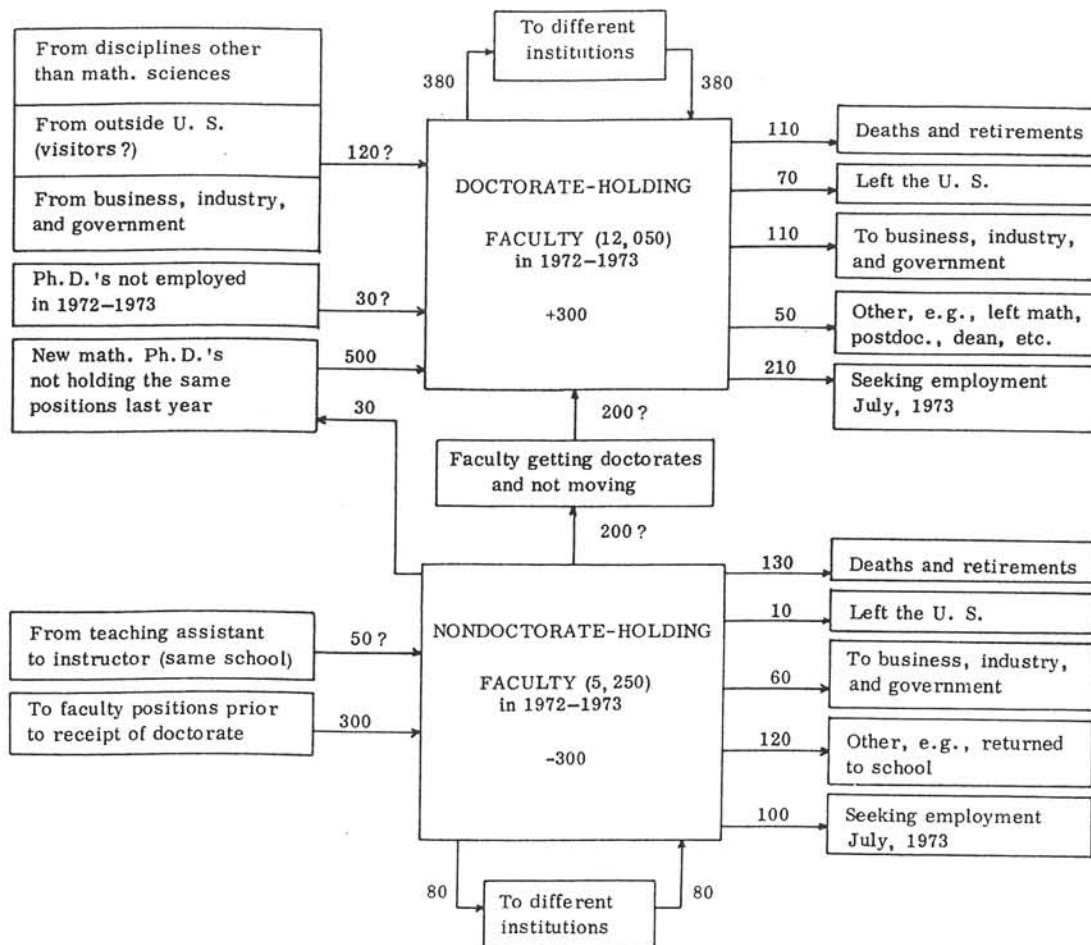 To different
institutions
380
380
From disciplines other
than math. sciences
From outside U. S.
(visitors?)
From business, industry,
and government
120?
Ph. D.'s not employed
in 1972–1973
30?
New math. Ph. D.'s
not holding the same
positions last year
500
30
DOCTORATE-HOLDING
FACULTY (12, 050)
in 1972–1973
+300
110
Deaths and retirements
70
Left the U. S.
110
To business, industry,
and government
50
Other, e. g., left math,
postdoc., dean, etc.
210
Seeking employment
July, 1973
200?
Faculty getting doctorates
and not moving
200?
From teaching assistant
to instructor (same school)
50?
To faculty positions prior
to receipt of doctorate
300
NONDOCTORATE-HOLDING
FACULTY (5, 250)
in 1972–1973
-300
130
Deaths and retirements
10
Left the U. S.
60
To business, industry,
and government
120
Other, e. g., returned
to school
100
Seeking employment
July, 1973
80
80
To different
institutions